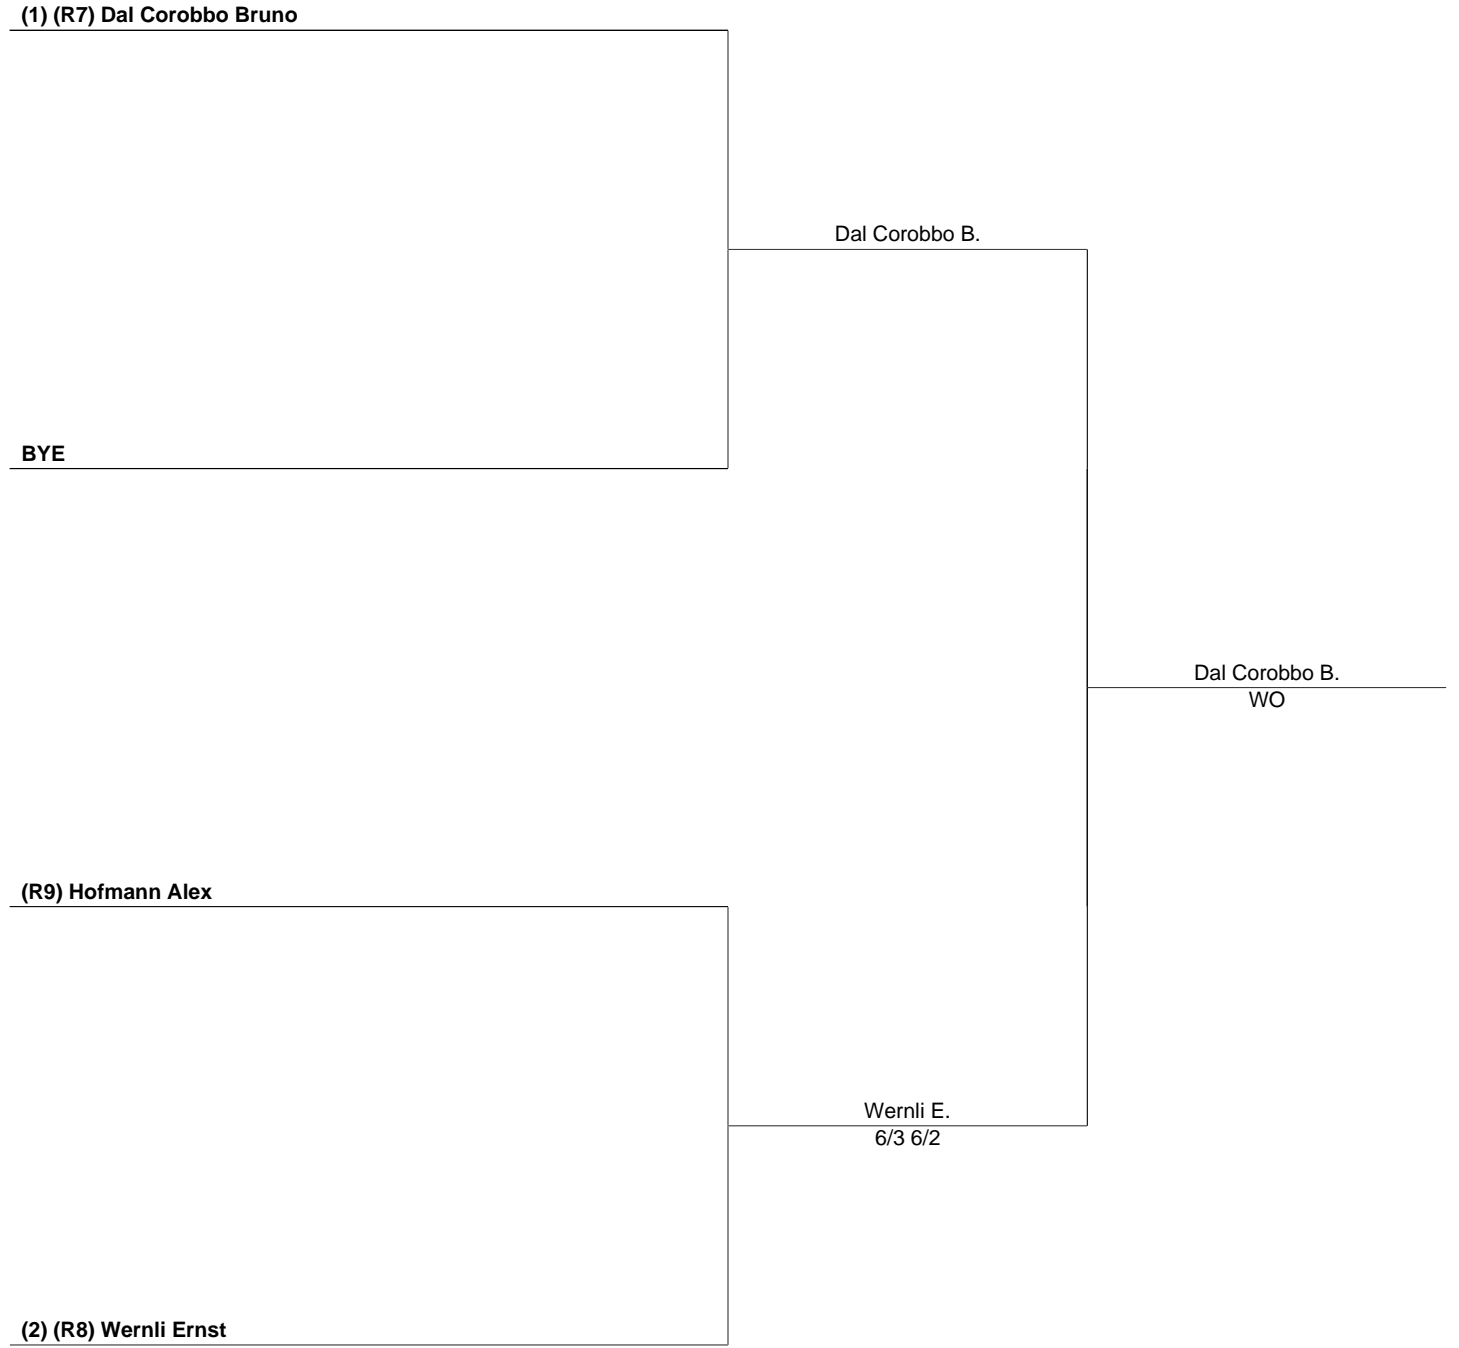 (1) (R7) Dal Corobbo Bruno
Dal Corobbo B.
BYE
Dal Corobbo B.
WO
(R9) Hofmann Alex
Wernli E.
6/3 6/2
(2) (R8) Wernli Ernst